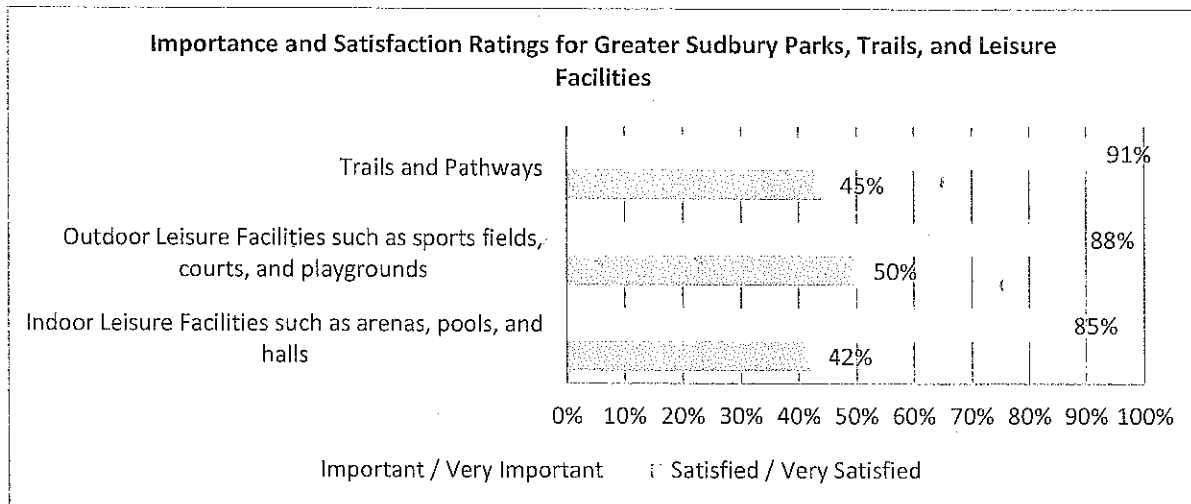 Importance and Satisfaction Ratings for Greater Sudbury Parks, Trails, and Leisure
Facilities
Trails and Pathways
91%
45%
Outdoor Leisure Facilities such as sports fields,
courts, and playgrounds
88%
50%
Indoor Leisure Facilities such as arenas, pools, and
halls
85%
42%
0% 10% 20% 30% 40% 50% 60% 70% 80% 90% 100%
Important / Very Important Satisfied / Very Satisfied